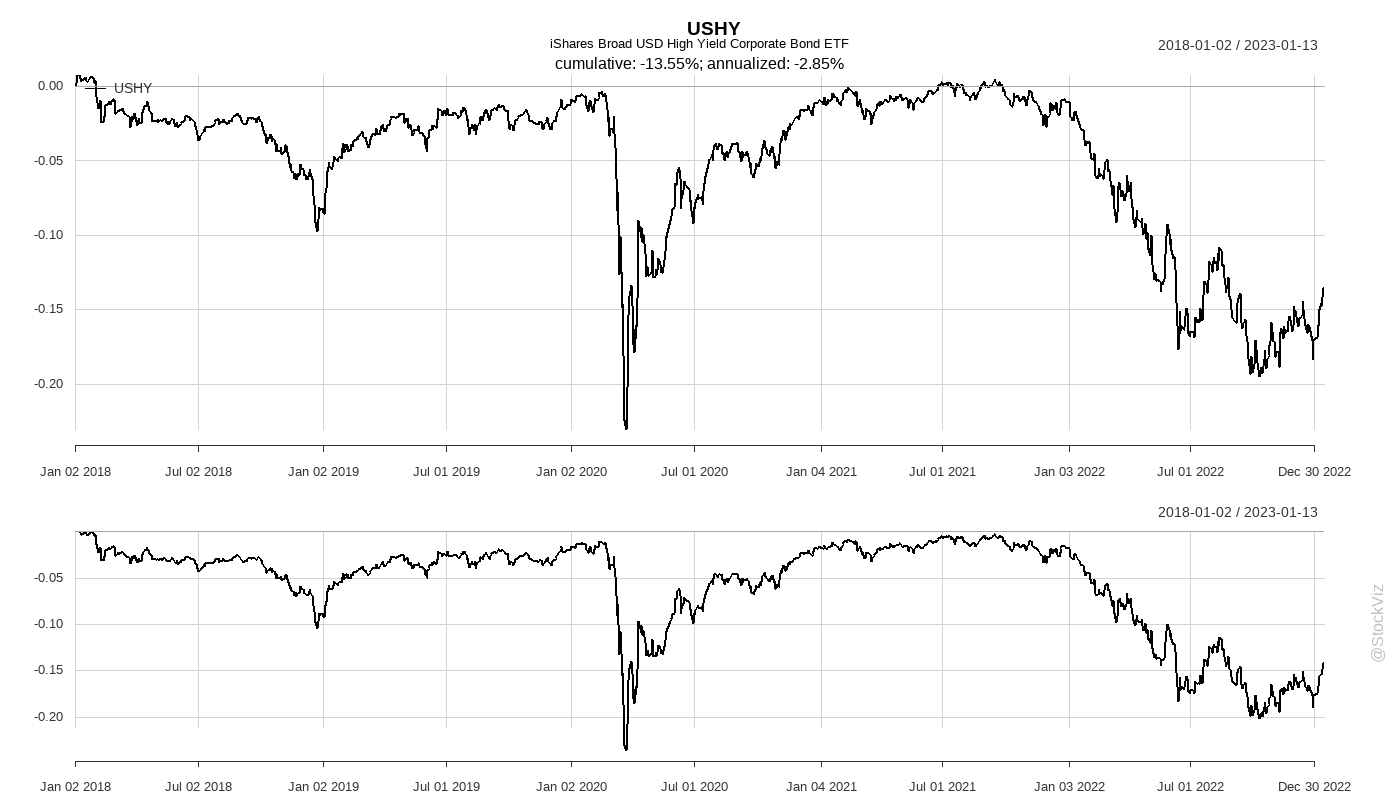 USHY
iShares Broad USD High Yield Corporate Bond ETF
cumulative: -13.55%; annualized: -2.85%
2018-01-02 / 2023-01-13
USHY
0.00
-0.05
-0.10
-0.15
-0.20
Jan 02 2018 Jul 02 2018 Jan 02 2019 Jul 01 2019 Jan 02 2020 Jul 01 2020 Jan 04 2021 Jul 01 2021 Jan 03 2022 Jul 01 2022 Dec 30 2022
2018-01-02 / 2023-01-13
-0.05
-0.10
-0.15
-0.20
Jan 02 2018 Jul 02 2018 Jan 02 2019 Jul 01 2019 Jan 02 2020 Jul 01 2020 Jan 04 2021 Jul 01 2021 Jan 03 2022 Jul 01 2022 Dec 30 2022
@StockViz